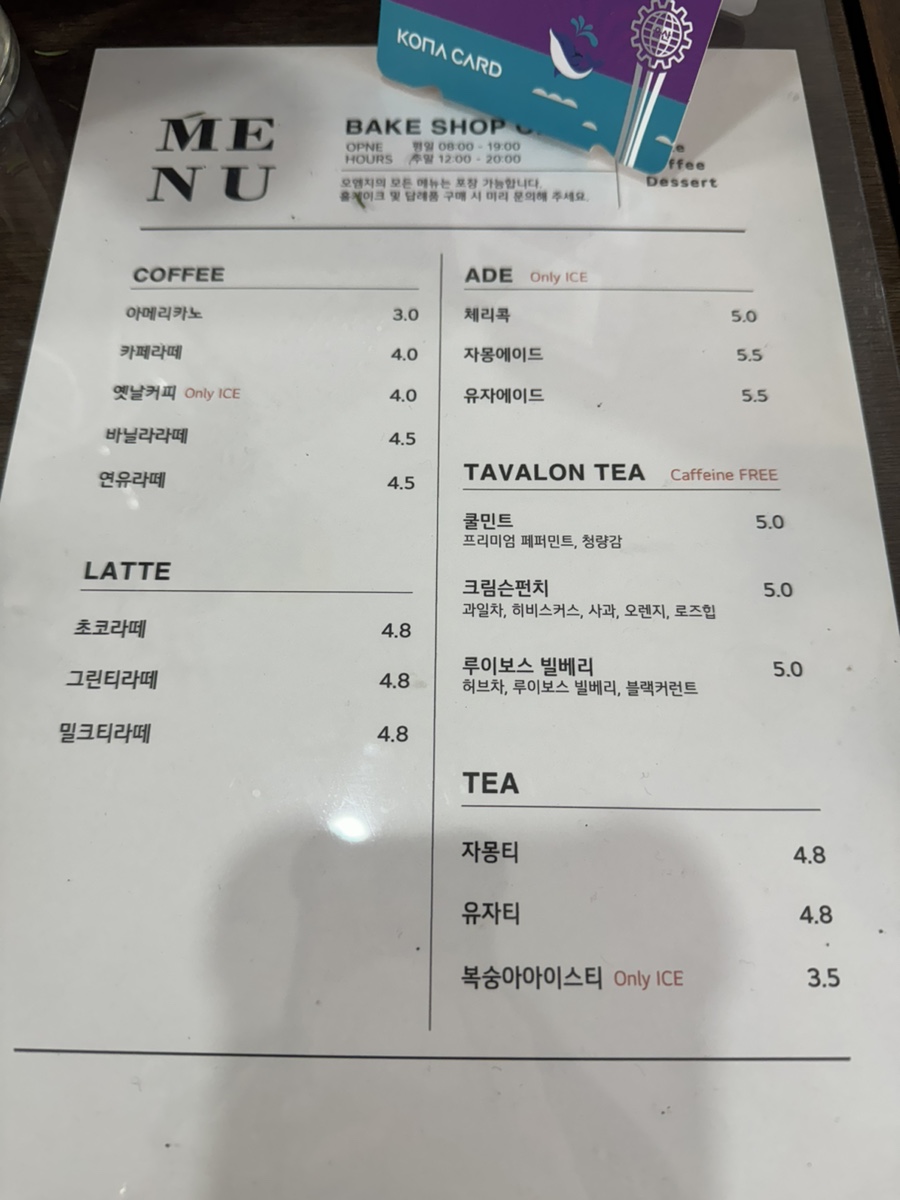 KONA CARD
ME
NU
BAKE SHOP
OPNE 평일 08:00 - 19:00
HOURS 주말 12:00 - 20:00
오앰지의 모든 메뉴는 포장 가능합니다.
홀케이크 및 답례품 구매 시 미리 문의해 주세요.
Dessert
COFFEE
아메리카노 3.0
카페라떼 4.0
옛날커피 Only ICE 4.0
바닐라라떼 4.5
연유라떼 4.5
LATTE
초코라떼 4.8
그린티라떼 4.8
밀크티라떼 4.8
ADE Only ICE
체리콕 5.0
자몽에이드 5.5
유자에이드 5.5
TAVALON TEA Caffeine FREE
쿨민트 5.0
프리미엄 페퍼민트, 청량감
크림슨펀치 5.0
과일차, 히비스커스, 사과, 오렌지, 로즈힙
루이보스 빌베리 5.0
허브차, 루이보스 빌베리, 블랙커런트
TEA
자몽티 4.8
유자티 4.8
복숭아아이스티 Only ICE 3.5